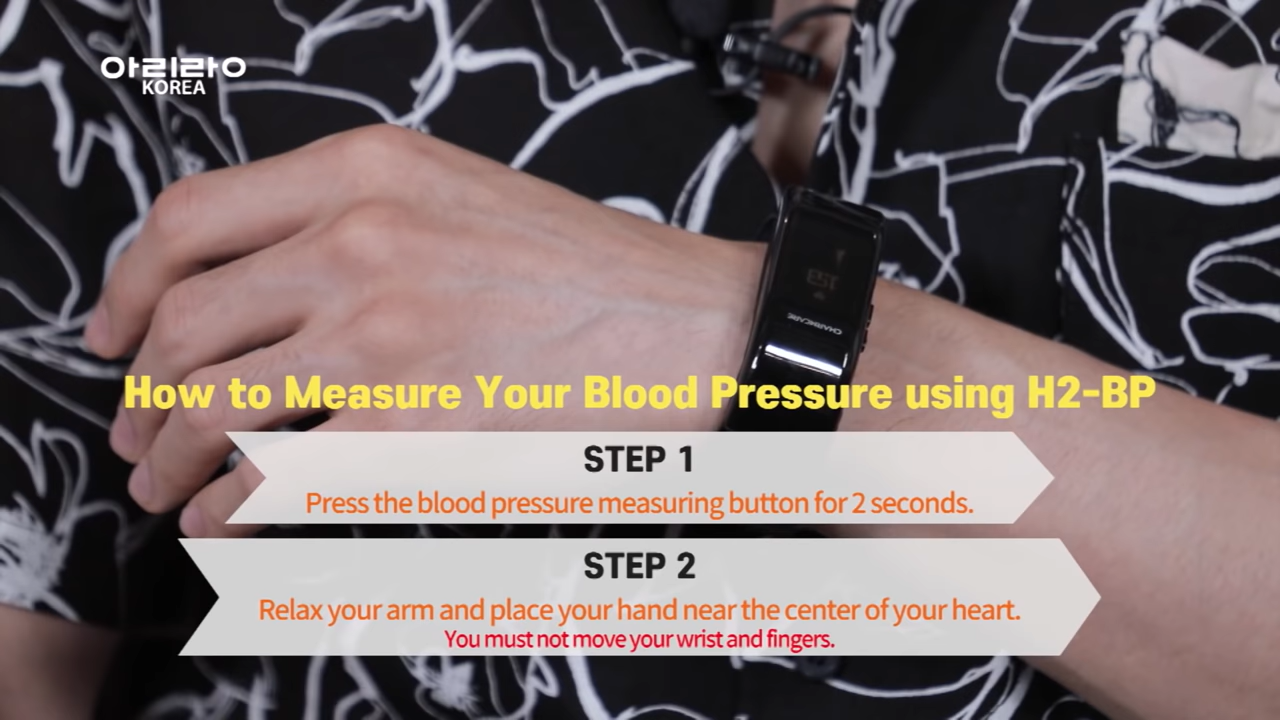 아리랑
KOREA
CHARMCARE
How to Measure Your Blood Pressure using H2-BP
STEP 1
Press the blood pressure measuring button for 2 seconds.
STEP 2
Relax your arm and place your hand near the center of your heart.
You must not move your wrist and fingers.